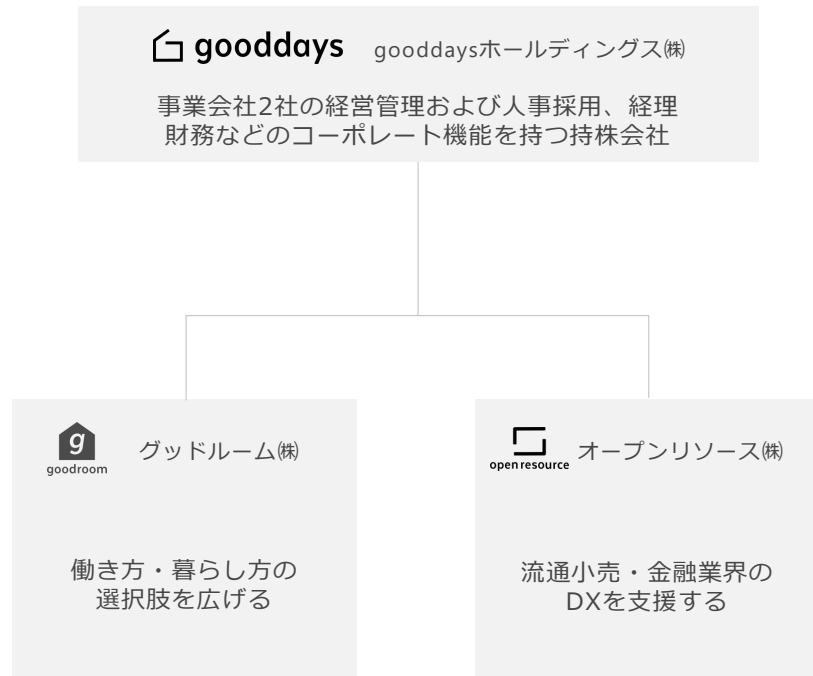 gooddays gooddaysホールディングス㈱
事業会社2社の経営管理および人事採用、経理
財務などのコーポレート機能を持つ持株会社
g
goodroom
グッドルーム㈱
働き方・暮らし方の
選択肢を広げる
open resource
オープンリソース㈱
流通小売・金融業界の
DXを支援する